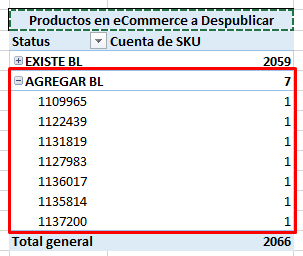 Productos en eCommerce a Despublicar
Status Cuenta de SKU
EXISTE BL 2059
AGREGAR BL 7
1109965 1
1122439 1
1131819 1
1127983 1
1136017 1
1135814 1
1137200 1
Total general 2066